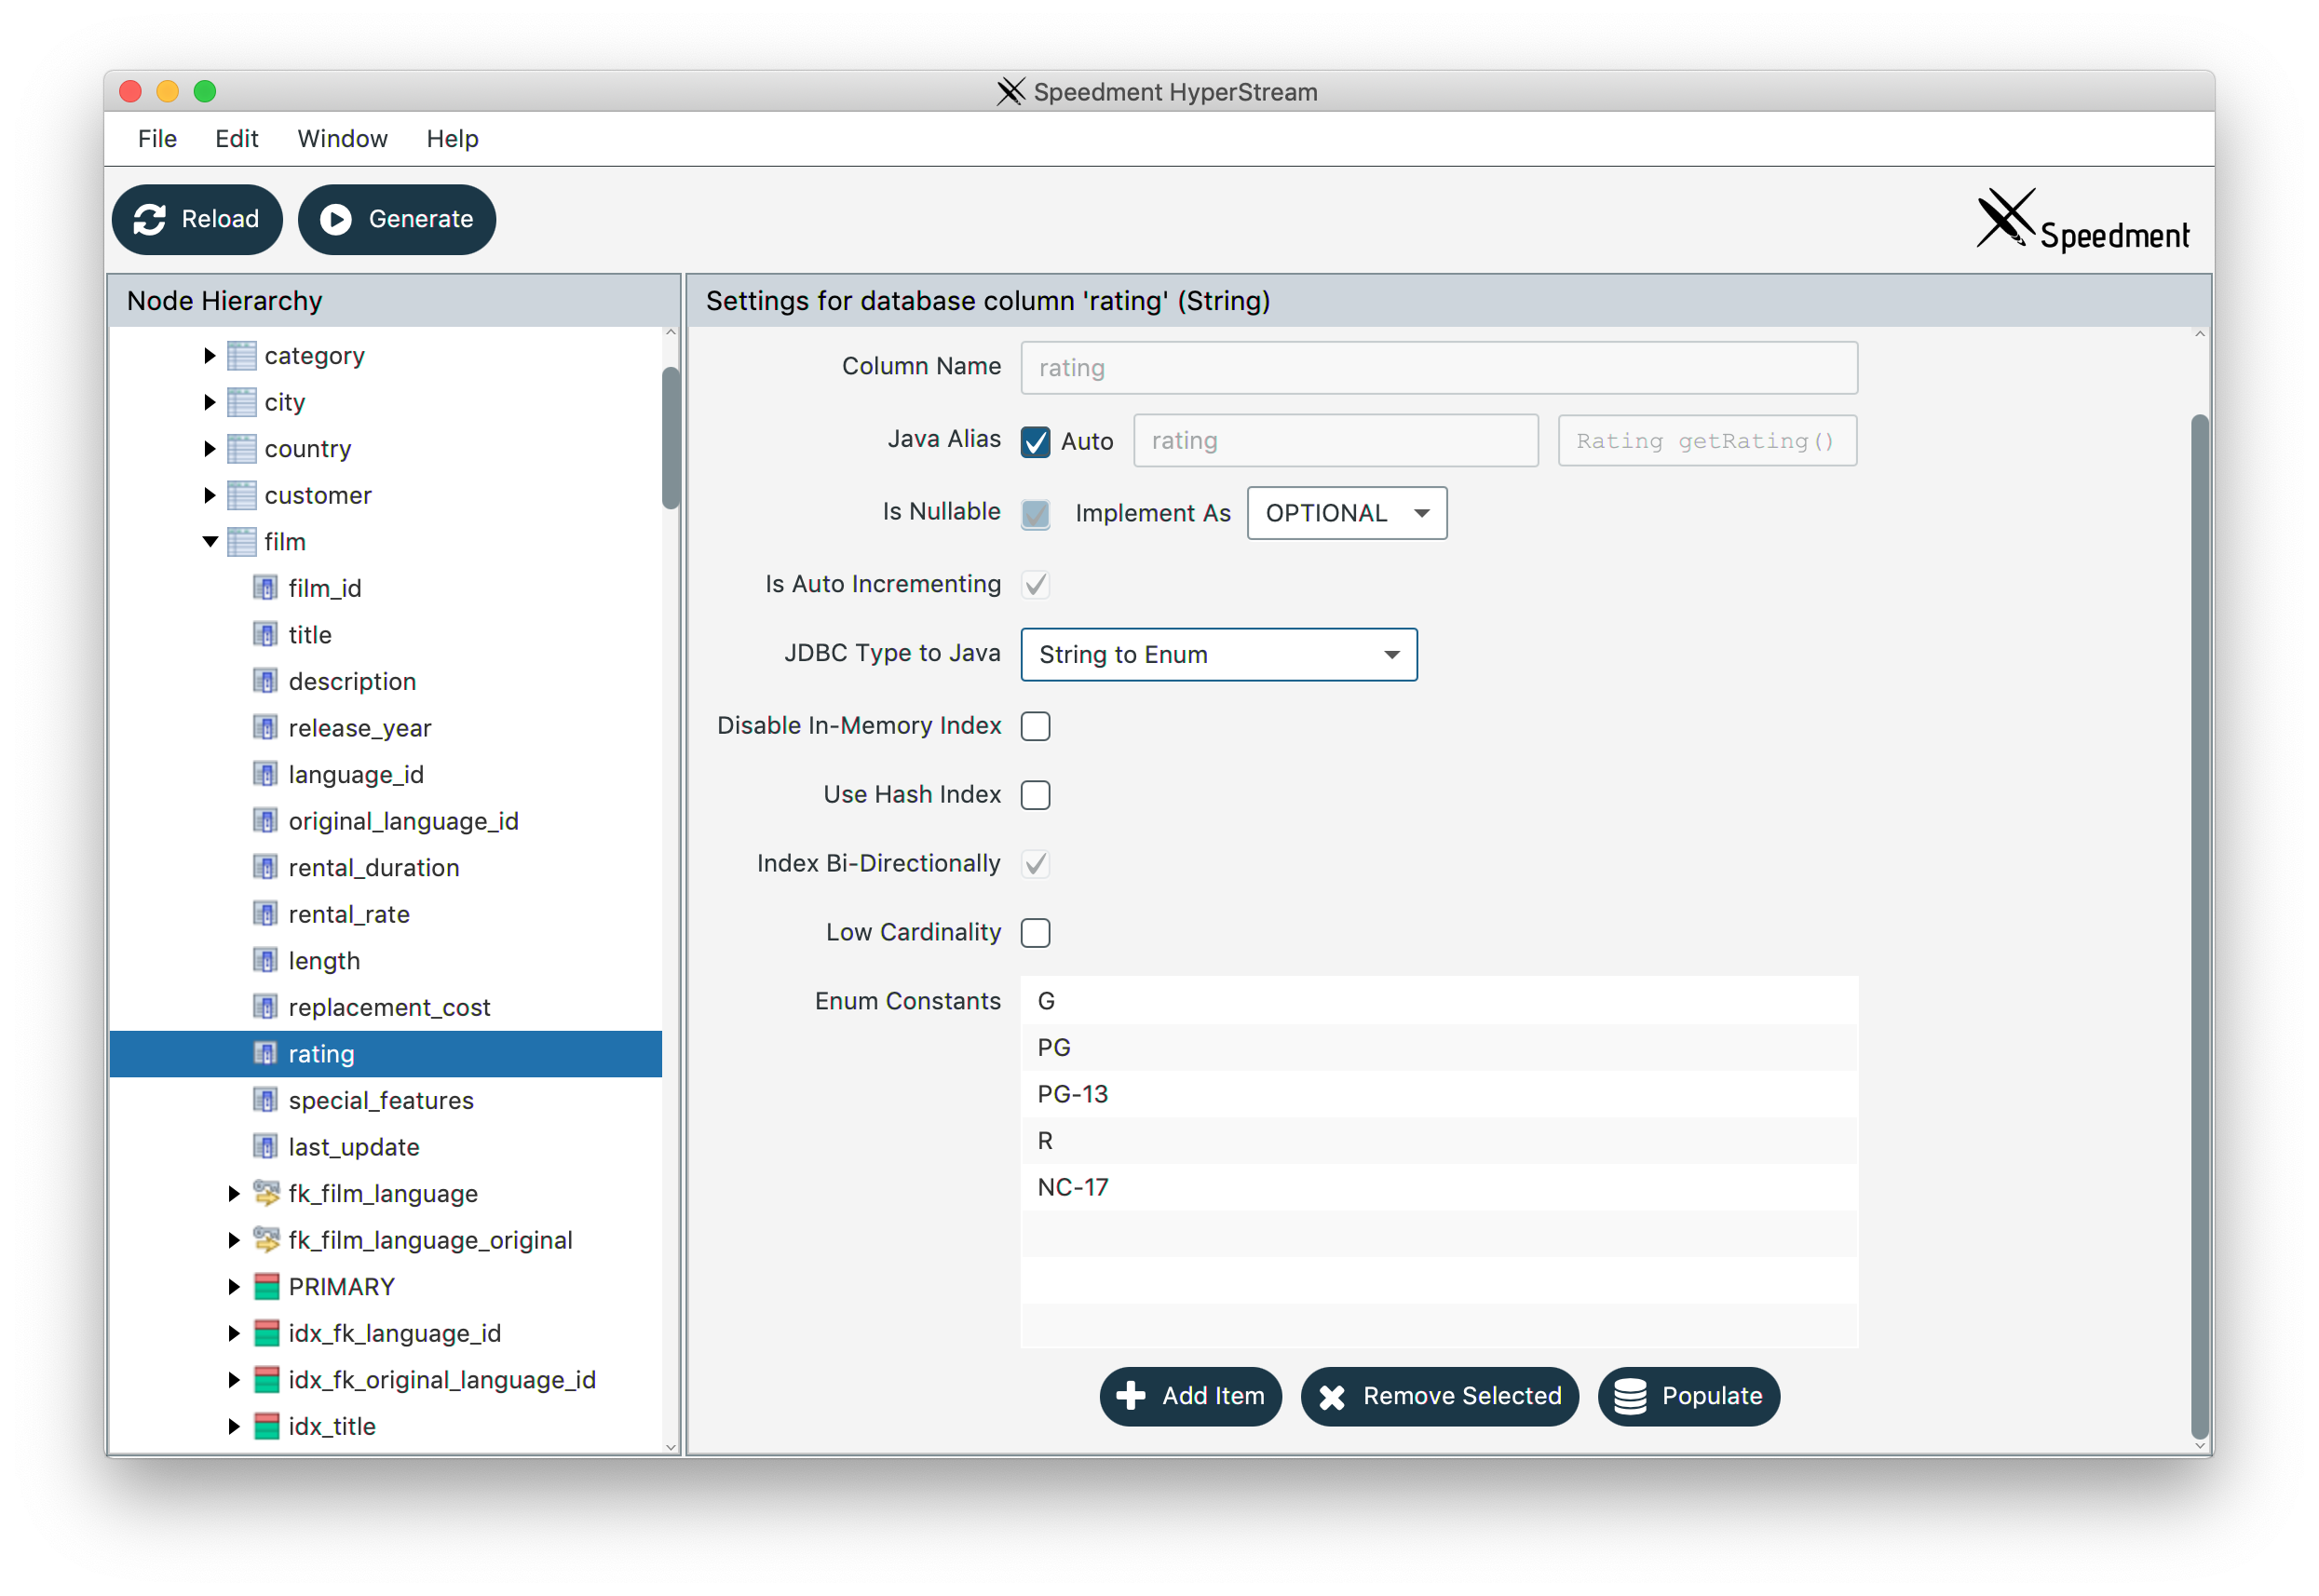 Speedment HyperStream
File Edit Window Help
Reload Generate
Speedment
Node Hierarchy
category
city
country
customer
film
film_id
title
description
release_year
language_id
original_language_id
rental_duration
rental_rate
length
replacement_cost
rating
special_features
last_update
fk_film_language
fk_film_language_original
PRIMARY
idx_fk_language_id
idx_fk_original_language_id
idx_title
Settings for database column 'rating' (String)
Column Name rating
Java Alias Auto rating Rating getRating()
Is Nullable Implement As OPTIONAL
Is Auto Incrementing
JDBC Type to Java String to Enum
Disable In-Memory Index
Use Hash Index
Index Bi-Directionally
Low Cardinality
Enum Constants G
PG
PG-13
R
NC-17
Add Item Remove Selected Populate